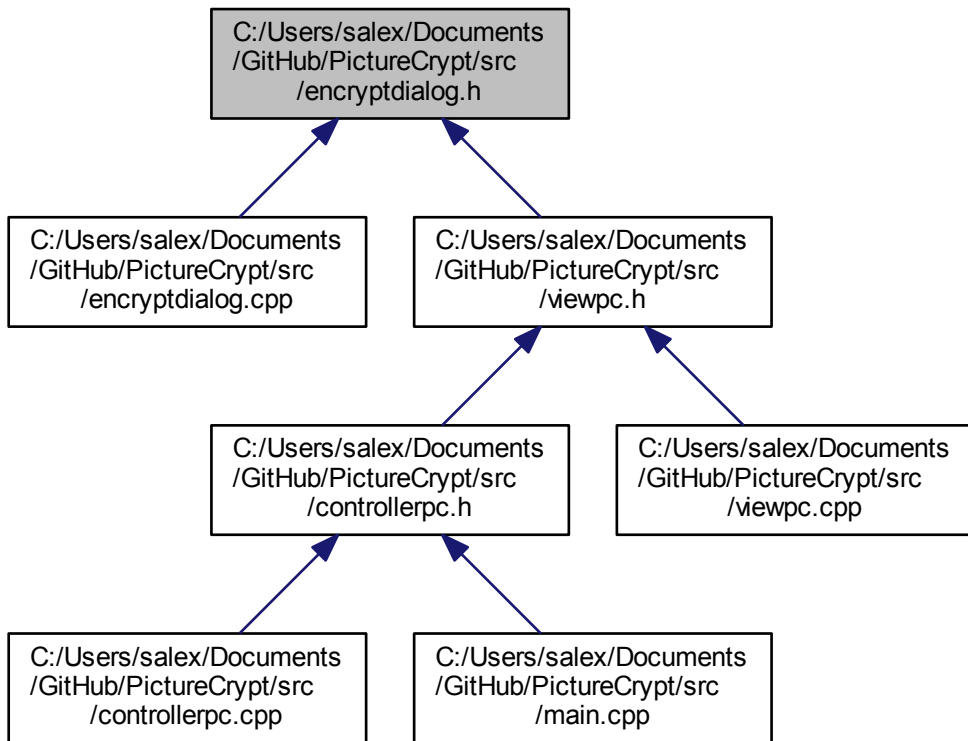 C:/Users/salex/Documents
/GitHub/PictureCrypt/src
/encryptdialog.h
C:/Users/salex/Documents
/GitHub/PictureCrypt/src
/encryptdialog.cpp
C:/Users/salex/Documents
/GitHub/PictureCrypt/src
/viewpc.h
C:/Users/salex/Documents
/GitHub/PictureCrypt/src
/controllerpc.h
C:/Users/salex/Documents
/GitHub/PictureCrypt/src
/viewpc.cpp
C:/Users/salex/Documents
/GitHub/PictureCrypt/src
/controllerpc.cpp
C:/Users/salex/Documents
/GitHub/PictureCrypt/src
/main.cpp